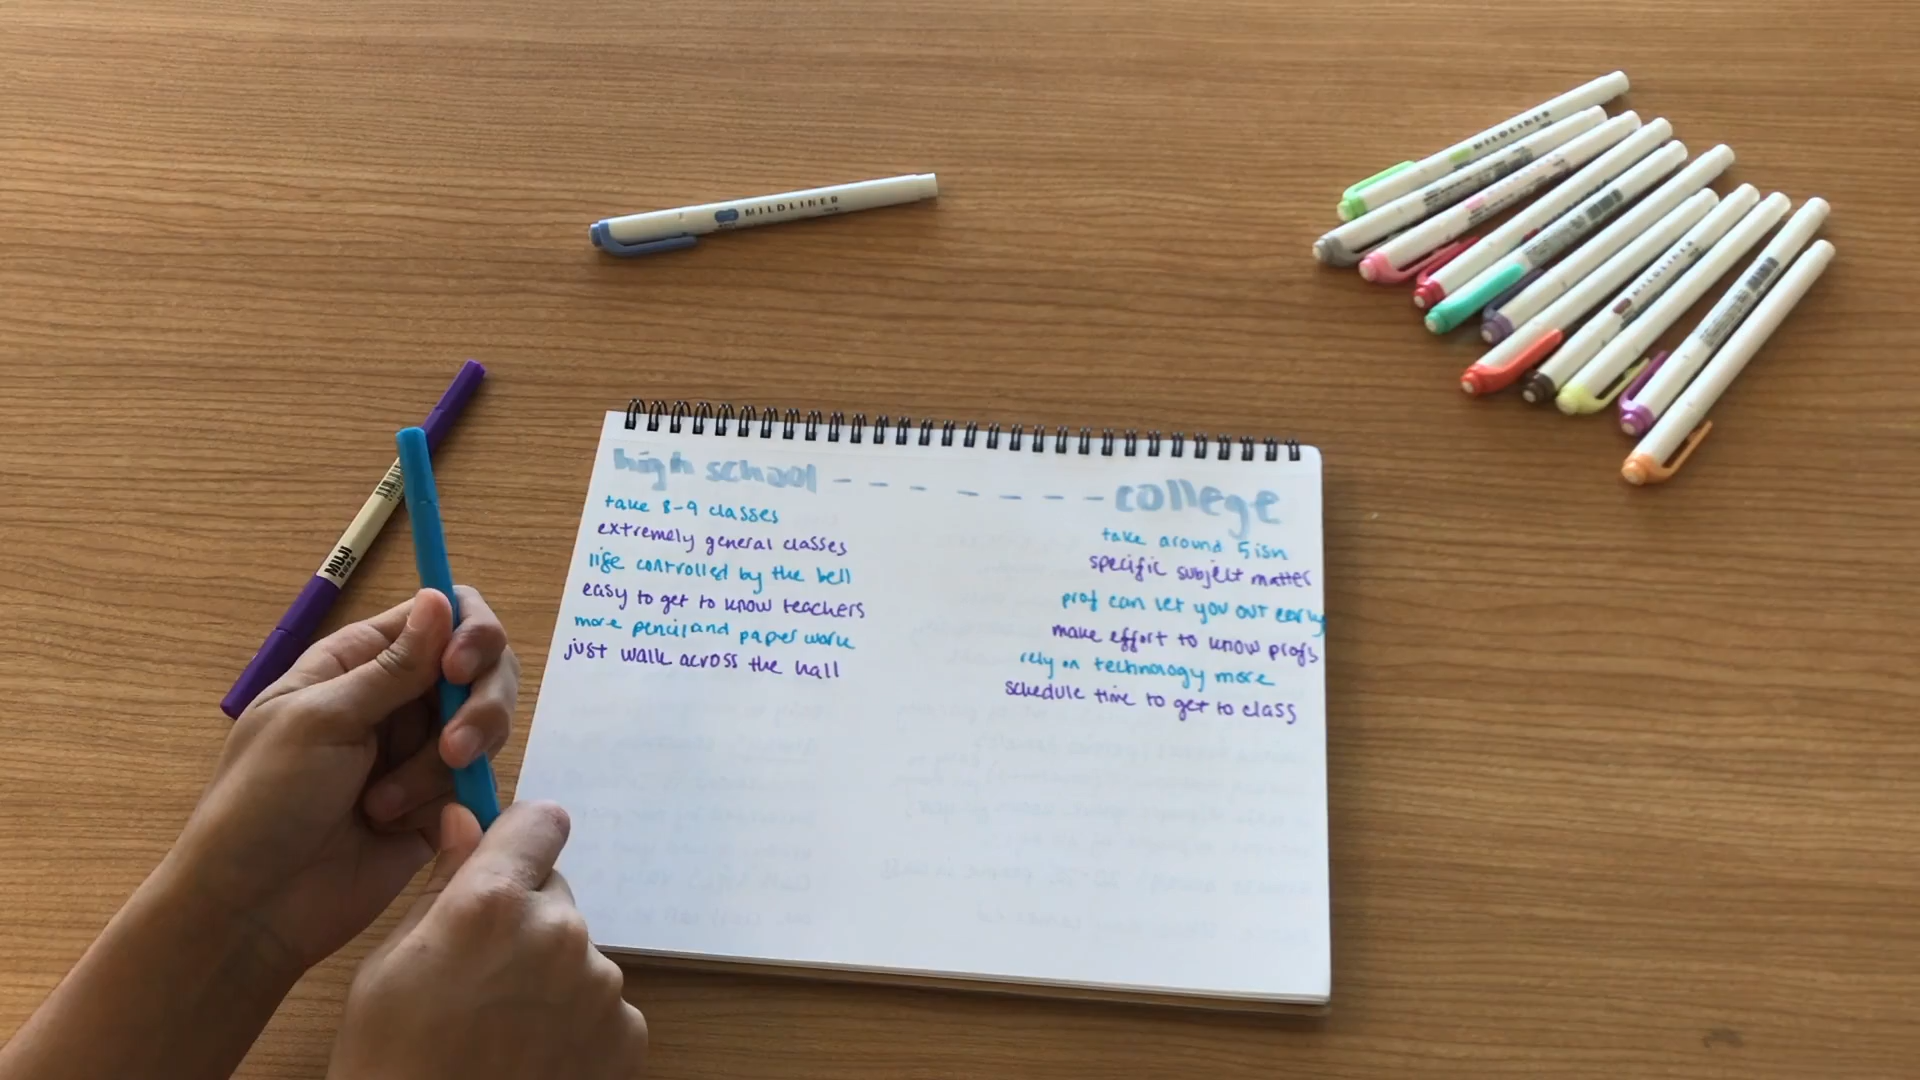 MILDLINER
MILDLINER
MILDLINER
MUJI
high school - - - - - - - college
take 8-9 classes
extremely general classes
life controlled by the bell
easy to get to know teachers
more pencil and paper work
just walk across the hall
take around 5ish
specific subject matter
prof can let you out early
make effort to know profs
rely on technology more
schedule time to get to class